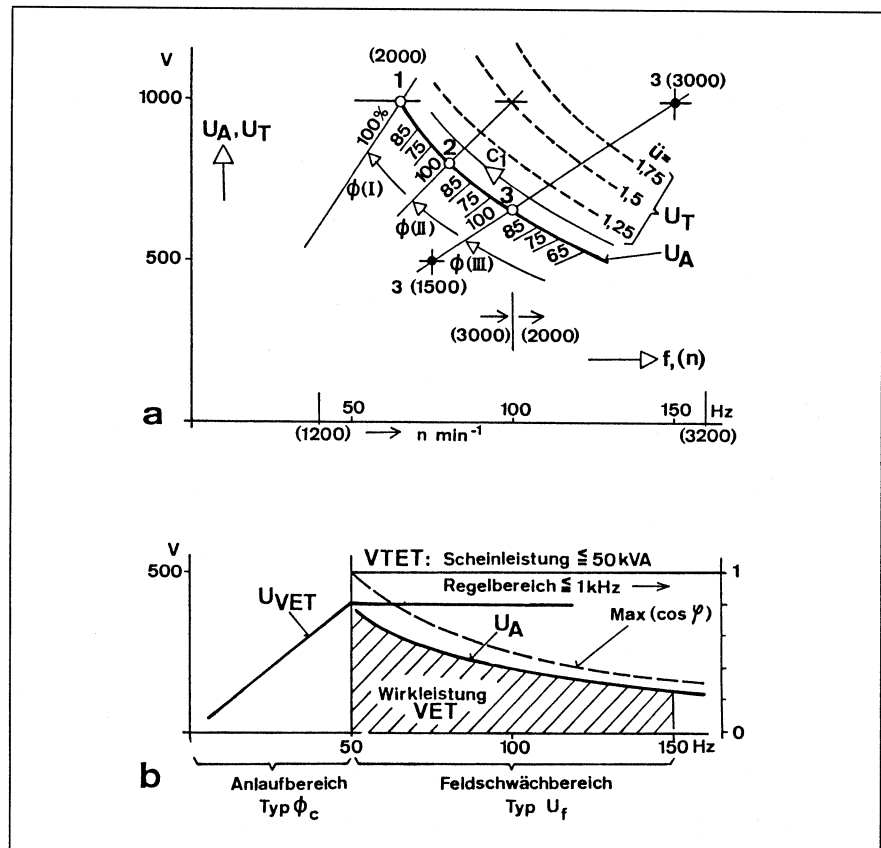 V
(2000)
1
3 (3000)
1000
U_A, U_T
100%
85
75
2
100
85
75
C1
3
100
85
75
65
ü=
1,75
1,5
1,25
U_T
U_A
ϕ(I)
ϕ(II)
ϕ(III)
500
3 (1500)
(3000) (2000)
f, (n)
a
50 100 150 Hz
(1200) n min⁻¹ (3200)
V
VTET: Scheinleistung ≦ 50 kVA
500
1
Regelbereich ≦ 1 kHz
U_VET
U_A
Max (cos φ)
Wirkleistung
VET
0
50 100 150 Hz
b
Anlaufbereich
Typ ϕ_c
Feldschwächbereich
Typ U_f